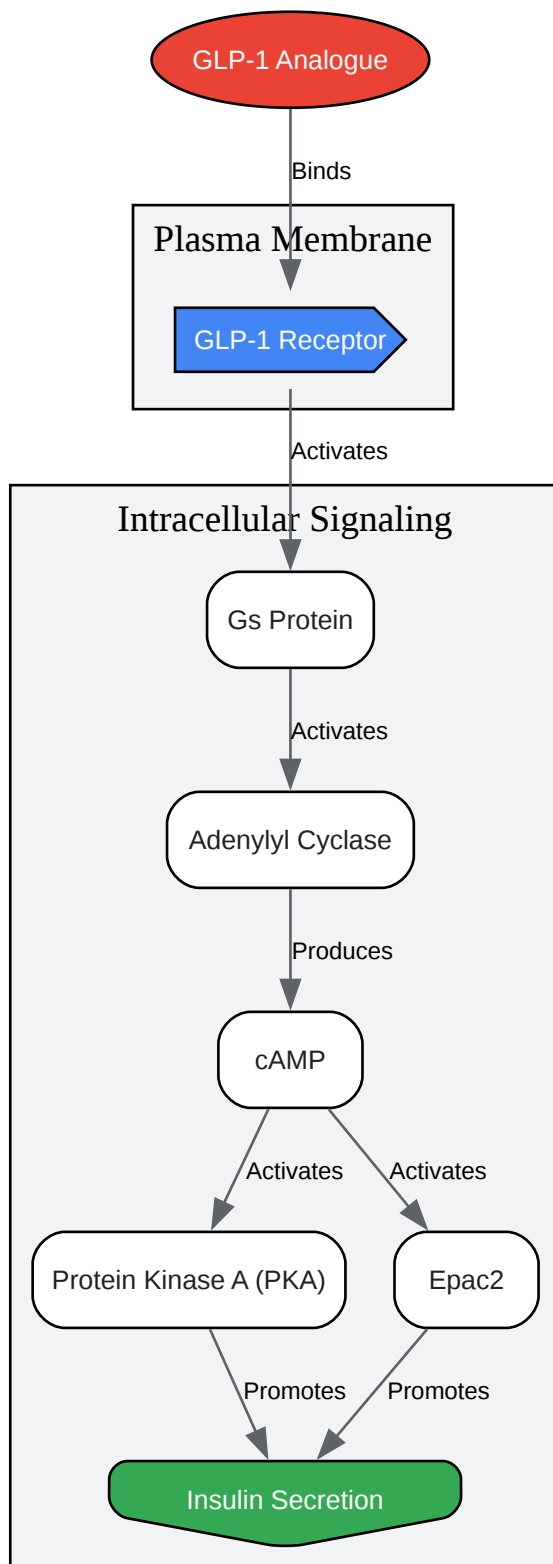 GLP-1 Analogue
Binds
Plasma Membrane
GLP-1 Receptor
Activates
Intracellular Signaling
Gs Protein
Activates
Adenylyl Cyclase
Produces
cAMP
Activates
Activates
Protein Kinase A (PKA)
Epac2
Promotes
Promotes
Insulin Secretion